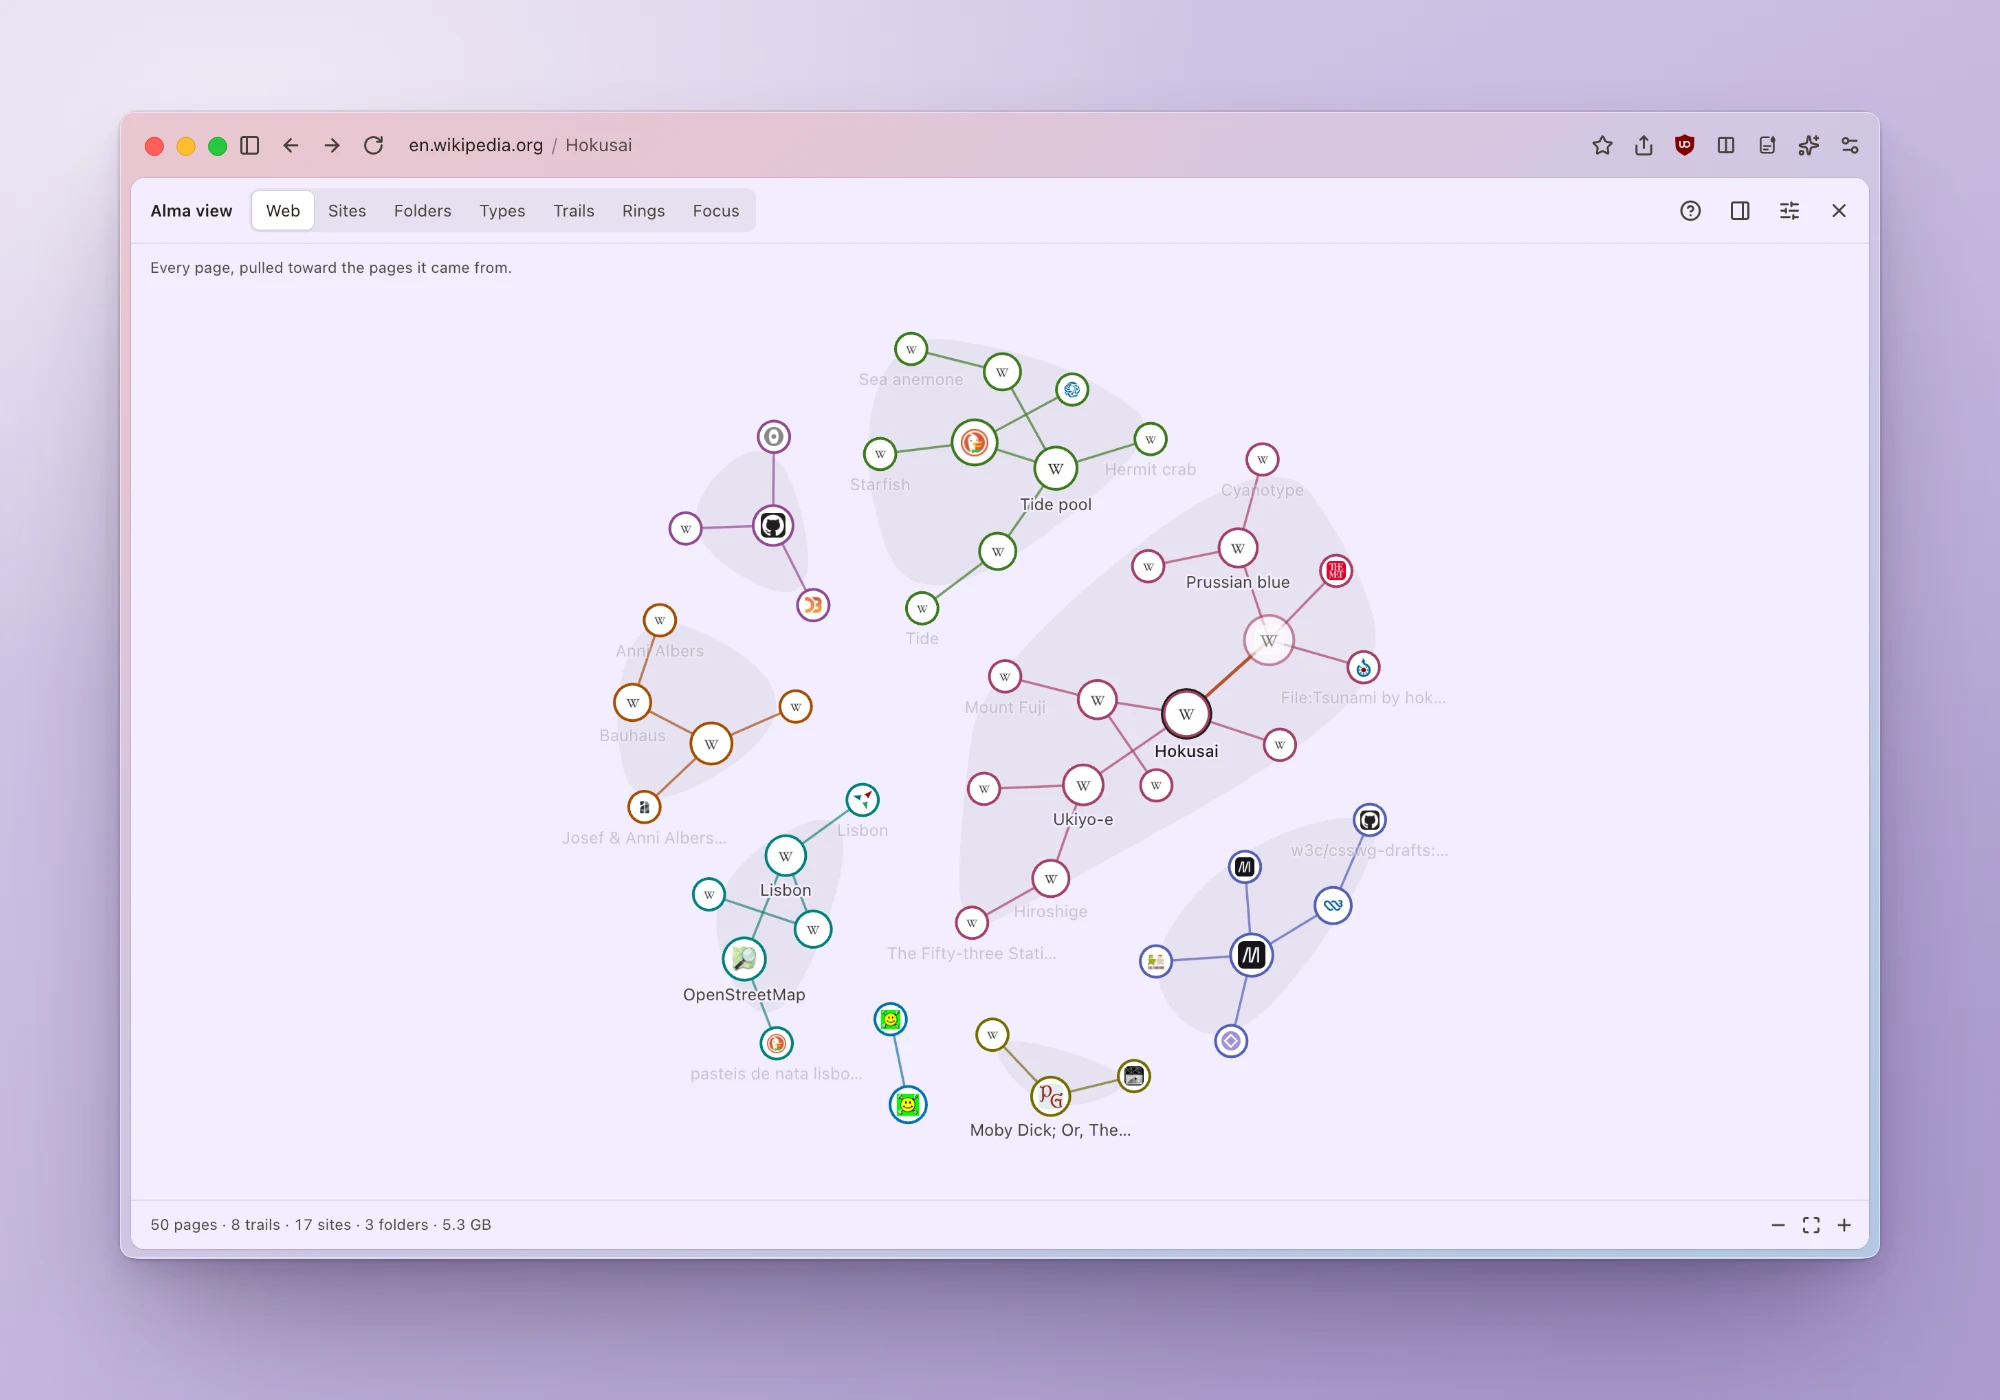 en.wikipedia.org / Hokusai
Alma view Web Sites Folders Types Trails Rings Focus
Every page, pulled toward the pages it came from.
Sea anemone
Starfish
Hermit crab
Tide pool
Cyanotype
Prussian blue
THE MET
Tide
Anni Albers
Mount Fuji
File:Tsunami by hok...
Bauhaus
Hokusai
Ukiyo-e
Josef & Anni Albers...
Lisbon
w3c/csswg-drafts:...
Lisbon
Hiroshige
The Fifty-three Stati...
OpenStreetMap
pasteis de nata lisbo...
Moby Dick; Or, The...
50 pages · 8 trails · 17 sites · 3 folders · 5.3 GB